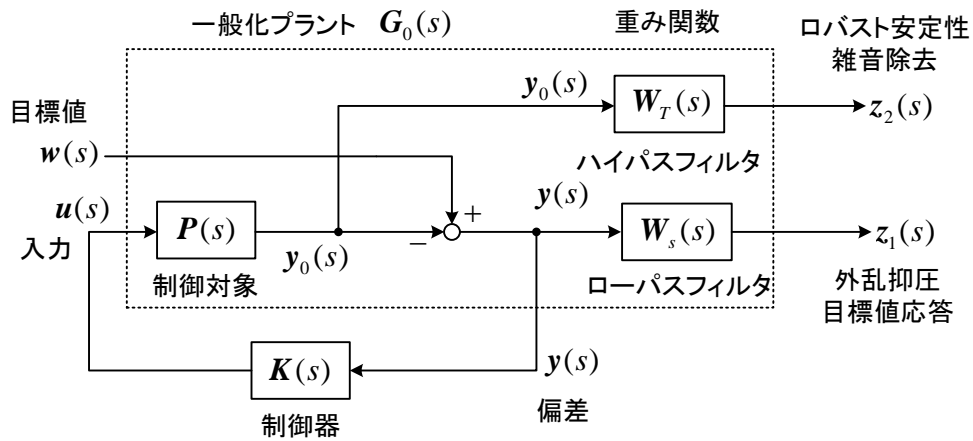 一般化プラント G₀(s)
重み関数
ロバスト安定性
雑音除去
y₀(s)
W_T(s)
z₂(s)
目標値
w(s)
ハイパスフィルタ
u(s)
入力
P(s)
制御対象
y₀(s)
−
+
y(s)
W_s(s)
ローパスフィルタ
z₁(s)
外乱抑圧
目標値応答
K(s)
制御器
y(s)
偏差